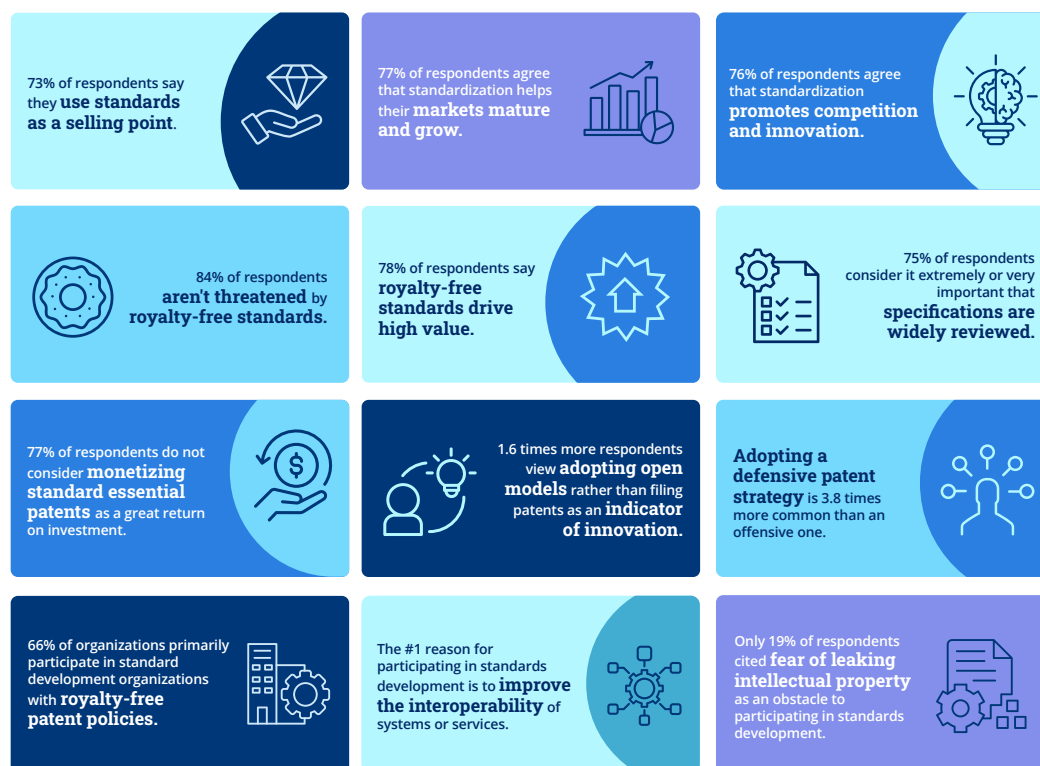 73% of respondents say
they use standards
as a selling point.
77% of respondents agree
that standardization helps
their markets mature
and grow.
76% of respondents agree
that standardization
promotes competition
and innovation.
84% of respondents
aren't threatened by
royalty-free standards.
78% of respondents say
royalty-free
standards drive
high value.
75% of respondents
consider it extremely or very
important that
specifications are
widely reviewed.
77% of respondents do not
consider monetizing
standard essential
patents as a great return
on investment.
1.6 times more respondents
view adopting open
models rather than filing
patents as an indicator
of innovation.
Adopting a
defensive patent
strategy is 3.8 times
more common than an
offensive one.
66% of organizations primarily
participate in standard
development organizations
with royalty-free
patent policies.
The #1 reason for
participating in standards
development is to improve
the interoperability of
systems or services.
Only 19% of respondents
cited fear of leaking
intellectual property
as an obstacle to
participating in standards
development.